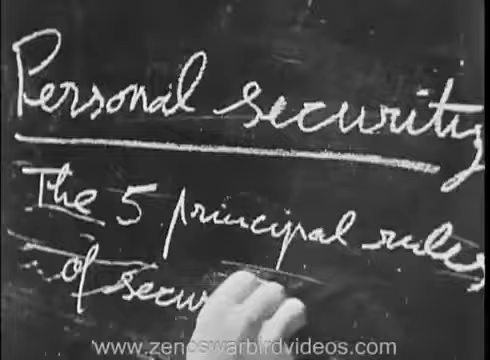 Personal security
The 5 principal rules
of secu
www.zenoswarbirdvideos.com